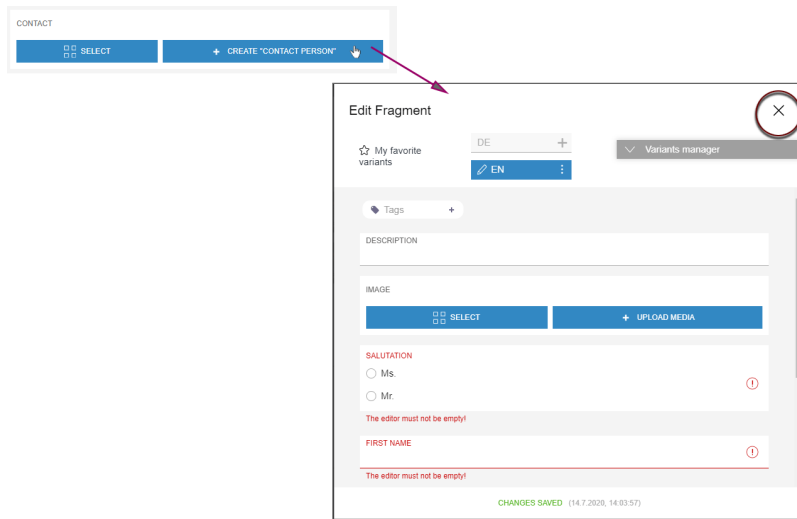 CONTACT
SELECT
+ CREATE "CONTACT PERSON"
Edit Fragment
My favorite
variants
DE
EN
Variants manager
Tags +
DESCRIPTION
IMAGE
SELECT
+ UPLOAD MEDIA
SALUTATION
Ms.
Mr.
The editor must not be empty!
FIRST NAME
The editor must not be empty!
CHANGES SAVED (14.7.2020, 14:03:57)